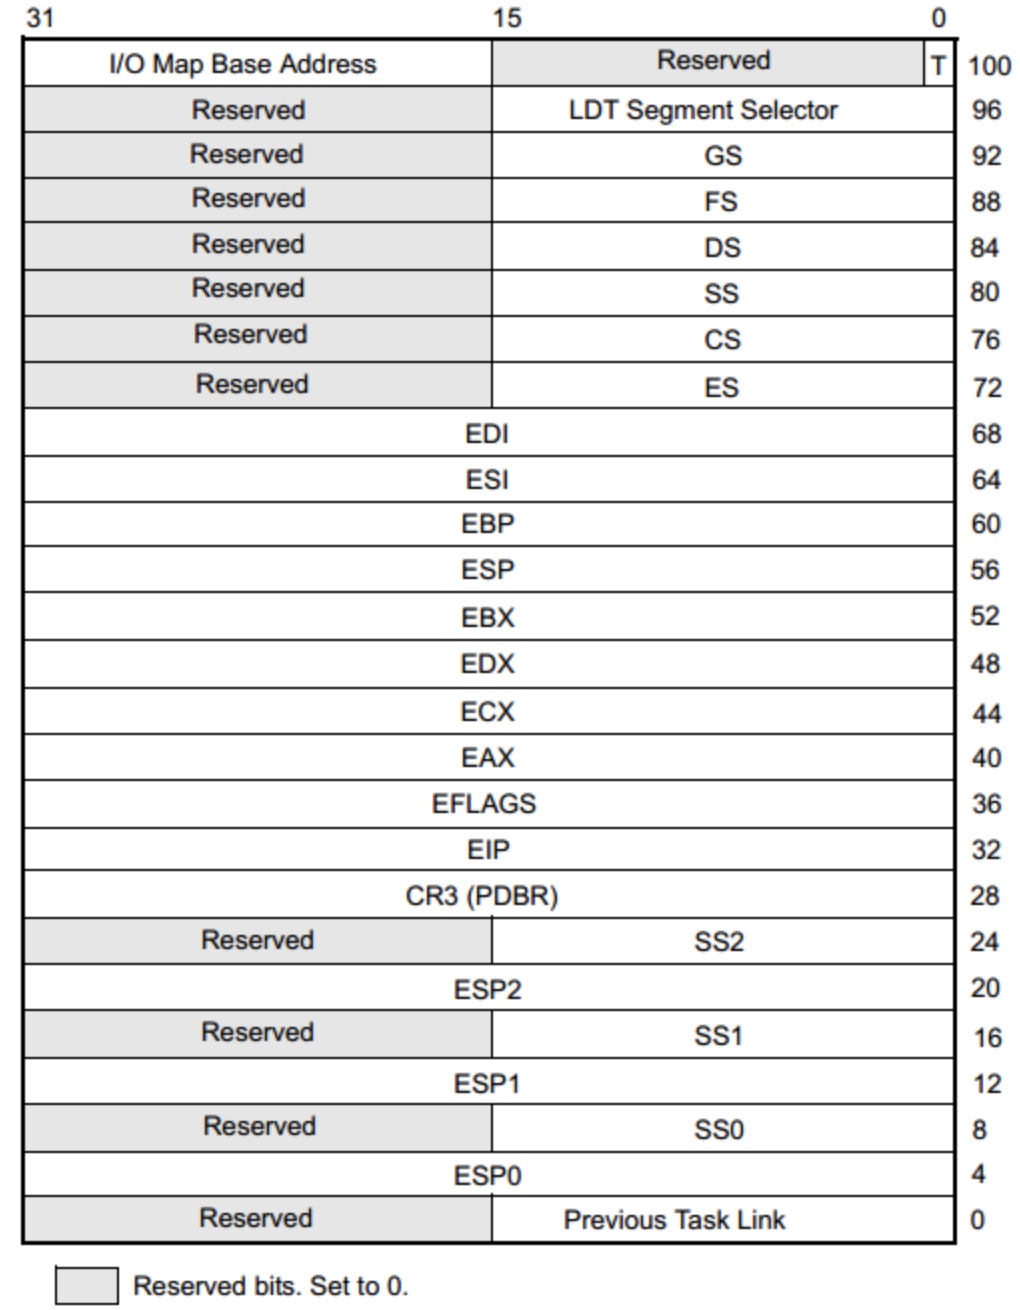 31 15 0
I/O Map Base Address Reserved T 100
Reserved LDT Segment Selector 96
Reserved GS 92
Reserved FS 88
Reserved DS 84
Reserved SS 80
Reserved CS 76
Reserved ES 72
EDI 68
ESI 64
EBP 60
ESP 56
EBX 52
EDX 48
ECX 44
EAX 40
EFLAGS 36
EIP 32
CR3 (PDBR) 28
Reserved SS2 24
ESP2 20
Reserved SS1 16
ESP1 12
Reserved SS0 8
ESP0 4
Reserved Previous Task Link 0
Reserved bits. Set to 0.